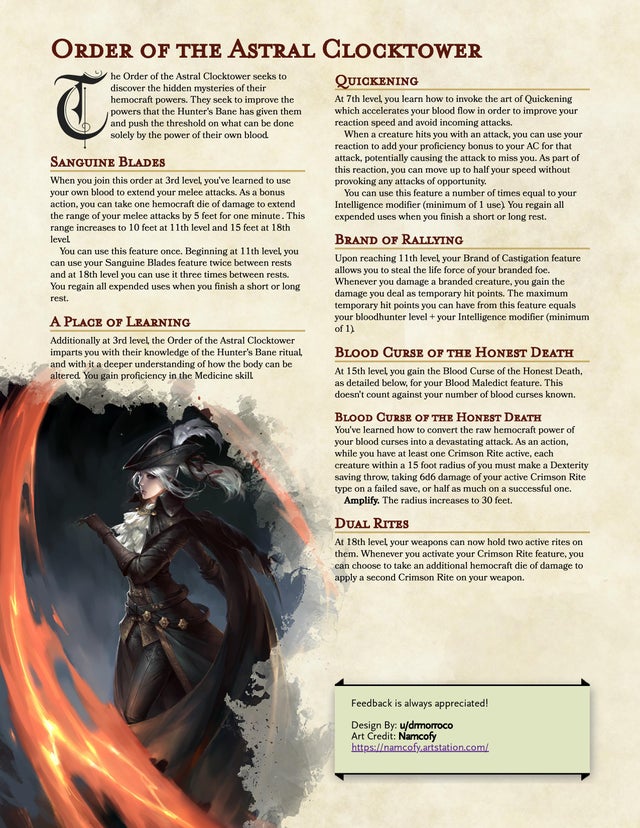 Order of the Astral Clocktower
The Order of the Astral Clocktower seeks to
discover the hidden mysteries of their
hemocraft powers. They seek to improve the
powers that the Hunter's Bane has given them
and push the threshold on what can be done
solely by the power of their own blood.
Sanguine Blades
When you join this order at 3rd level, you've learned to use
your own blood to extend your melee attacks. As a bonus
action, you can take one hemocraft die of damage to extend
the range of your melee attacks by 5 feet for one minute . This
range increases to 10 feet at 11th level and 15 feet at 18th
level.
You can use this feature once. Beginning at 11th level, you
can use your Sanguine Blades feature twice between rests
and at 18th level you can use it three times between rests.
You regain all expended uses when you finish a short or long
rest.
A Place of Learning
Additionally at 3rd level, the Order of the Astral Clocktower
imparts you with their knowledge of the Hunter's Bane ritual,
and with it a deeper understanding of how the body can be
altered. You gain proficiency in the Medicine skill.
Quickening
At 7th level, you learn how to invoke the art of Quickening
which accelerates your blood flow in order to improve your
reaction speed and avoid incoming attacks.
When a creature hits you with an attack, you can use your
reaction to add your proficiency bonus to your AC for that
attack, potentially causing the attack to miss you. As part of
this reaction, you can move up to half your speed without
provoking any attacks of opportunity.
You can use this feature a number of times equal to your
Intelligence modifier (minimum of 1 use). You regain all
expended uses when you finish a short or long rest.
Brand of Rallying
Upon reaching 11th level, your Brand of Castigation feature
allows you to steal the life force of your branded foe.
Whenever you damage a branded creature, you gain the
damage you deal as temporary hit points. The maximum
temporary hit points you can have from this feature equals
your bloodhunter level + your Intelligence modifier (minimum
of 1).
Blood Curse of the Honest Death
At 15th level, you gain the Blood Curse of the Honest Death,
as detailed below, for your Blood Maledict feature. This
doesn't count against your number of blood curses known.
Blood Curse of the Honest Death
You've learned how to convert the raw hemocraft power of
your blood curses into a devastating attack. As an action,
while you have at least one Crimson Rite active, each
creature within a 15 foot radius of you must make a Dexterity
saving throw, taking 6d6 damage of your active Crimson Rite
type on a failed save, or half as much on a successful one.
Amplify. The radius increases to 30 feet.
Dual Rites
At 18th level, your weapons can now hold two active rites on
them. Whenever you activate your Crimson Rite feature, you
can choose to take an additional hemocraft die of damage to
apply a second Crimson Rite on your weapon.
Feedback is always appreciated!
Design By: u/drmorroco
Art Credit: Namcofy
https://namcofy.artstation.com/